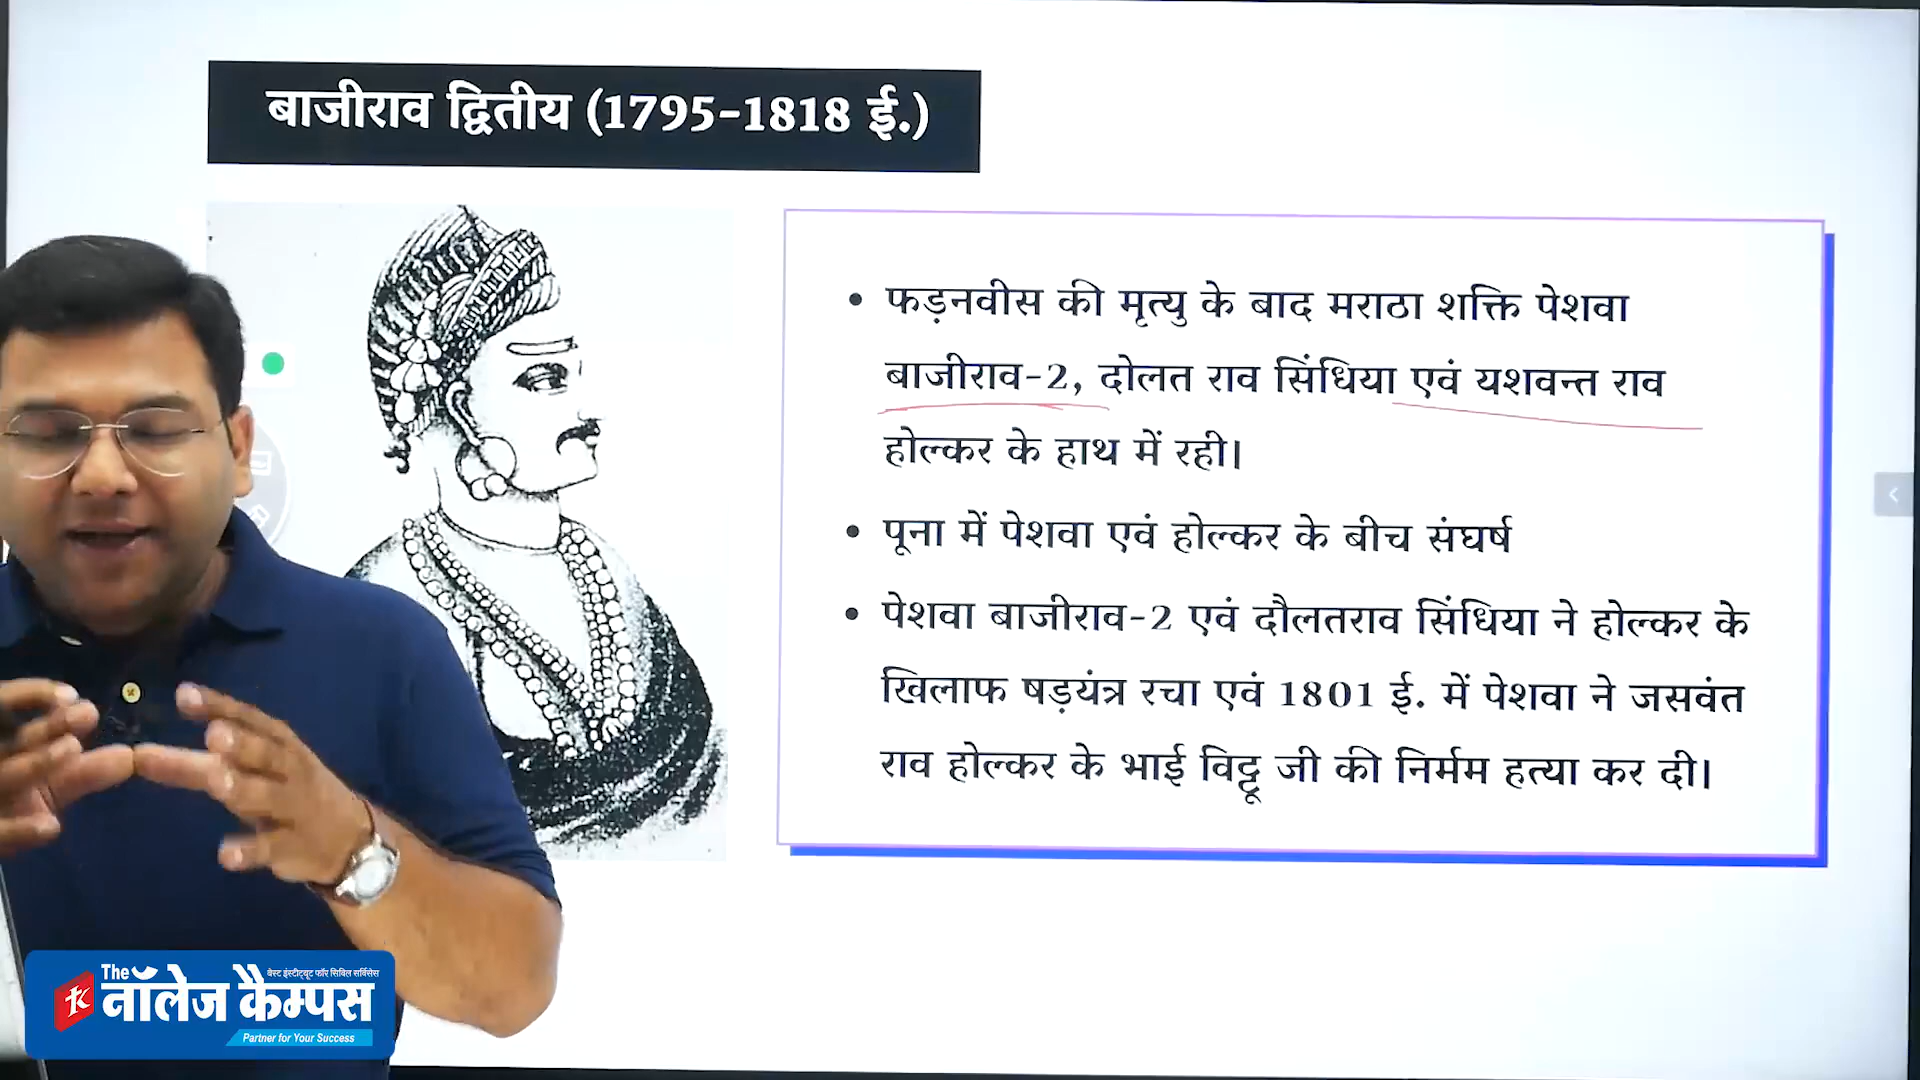 बाजीराव द्वितीय (1795-1818 ई.)
• फड़नवीस की मृत्यु के बाद मराठा शक्ति पेशवा
बाजीराव-2, दोलत राव सिंधिया एवं यशवन्त राव
होल्कर के हाथ में रही।
• पूना में पेशवा एवं होल्कर के बीच संघर्ष
• पेशवा बाजीराव-2 एवं दौलतराव सिंधिया ने होल्कर के
खिलाफ षड़यंत्र रचा एवं 1801 ई. में पेशवा ने जसवंत
राव होल्कर के भाई विट्ठू जी की निर्मम हत्या कर दी।
The
बेस्ट इंस्टीट्यूट फॉर सिविल सर्विसेस
नॉलेज कैम्पस
Partner for Your Success